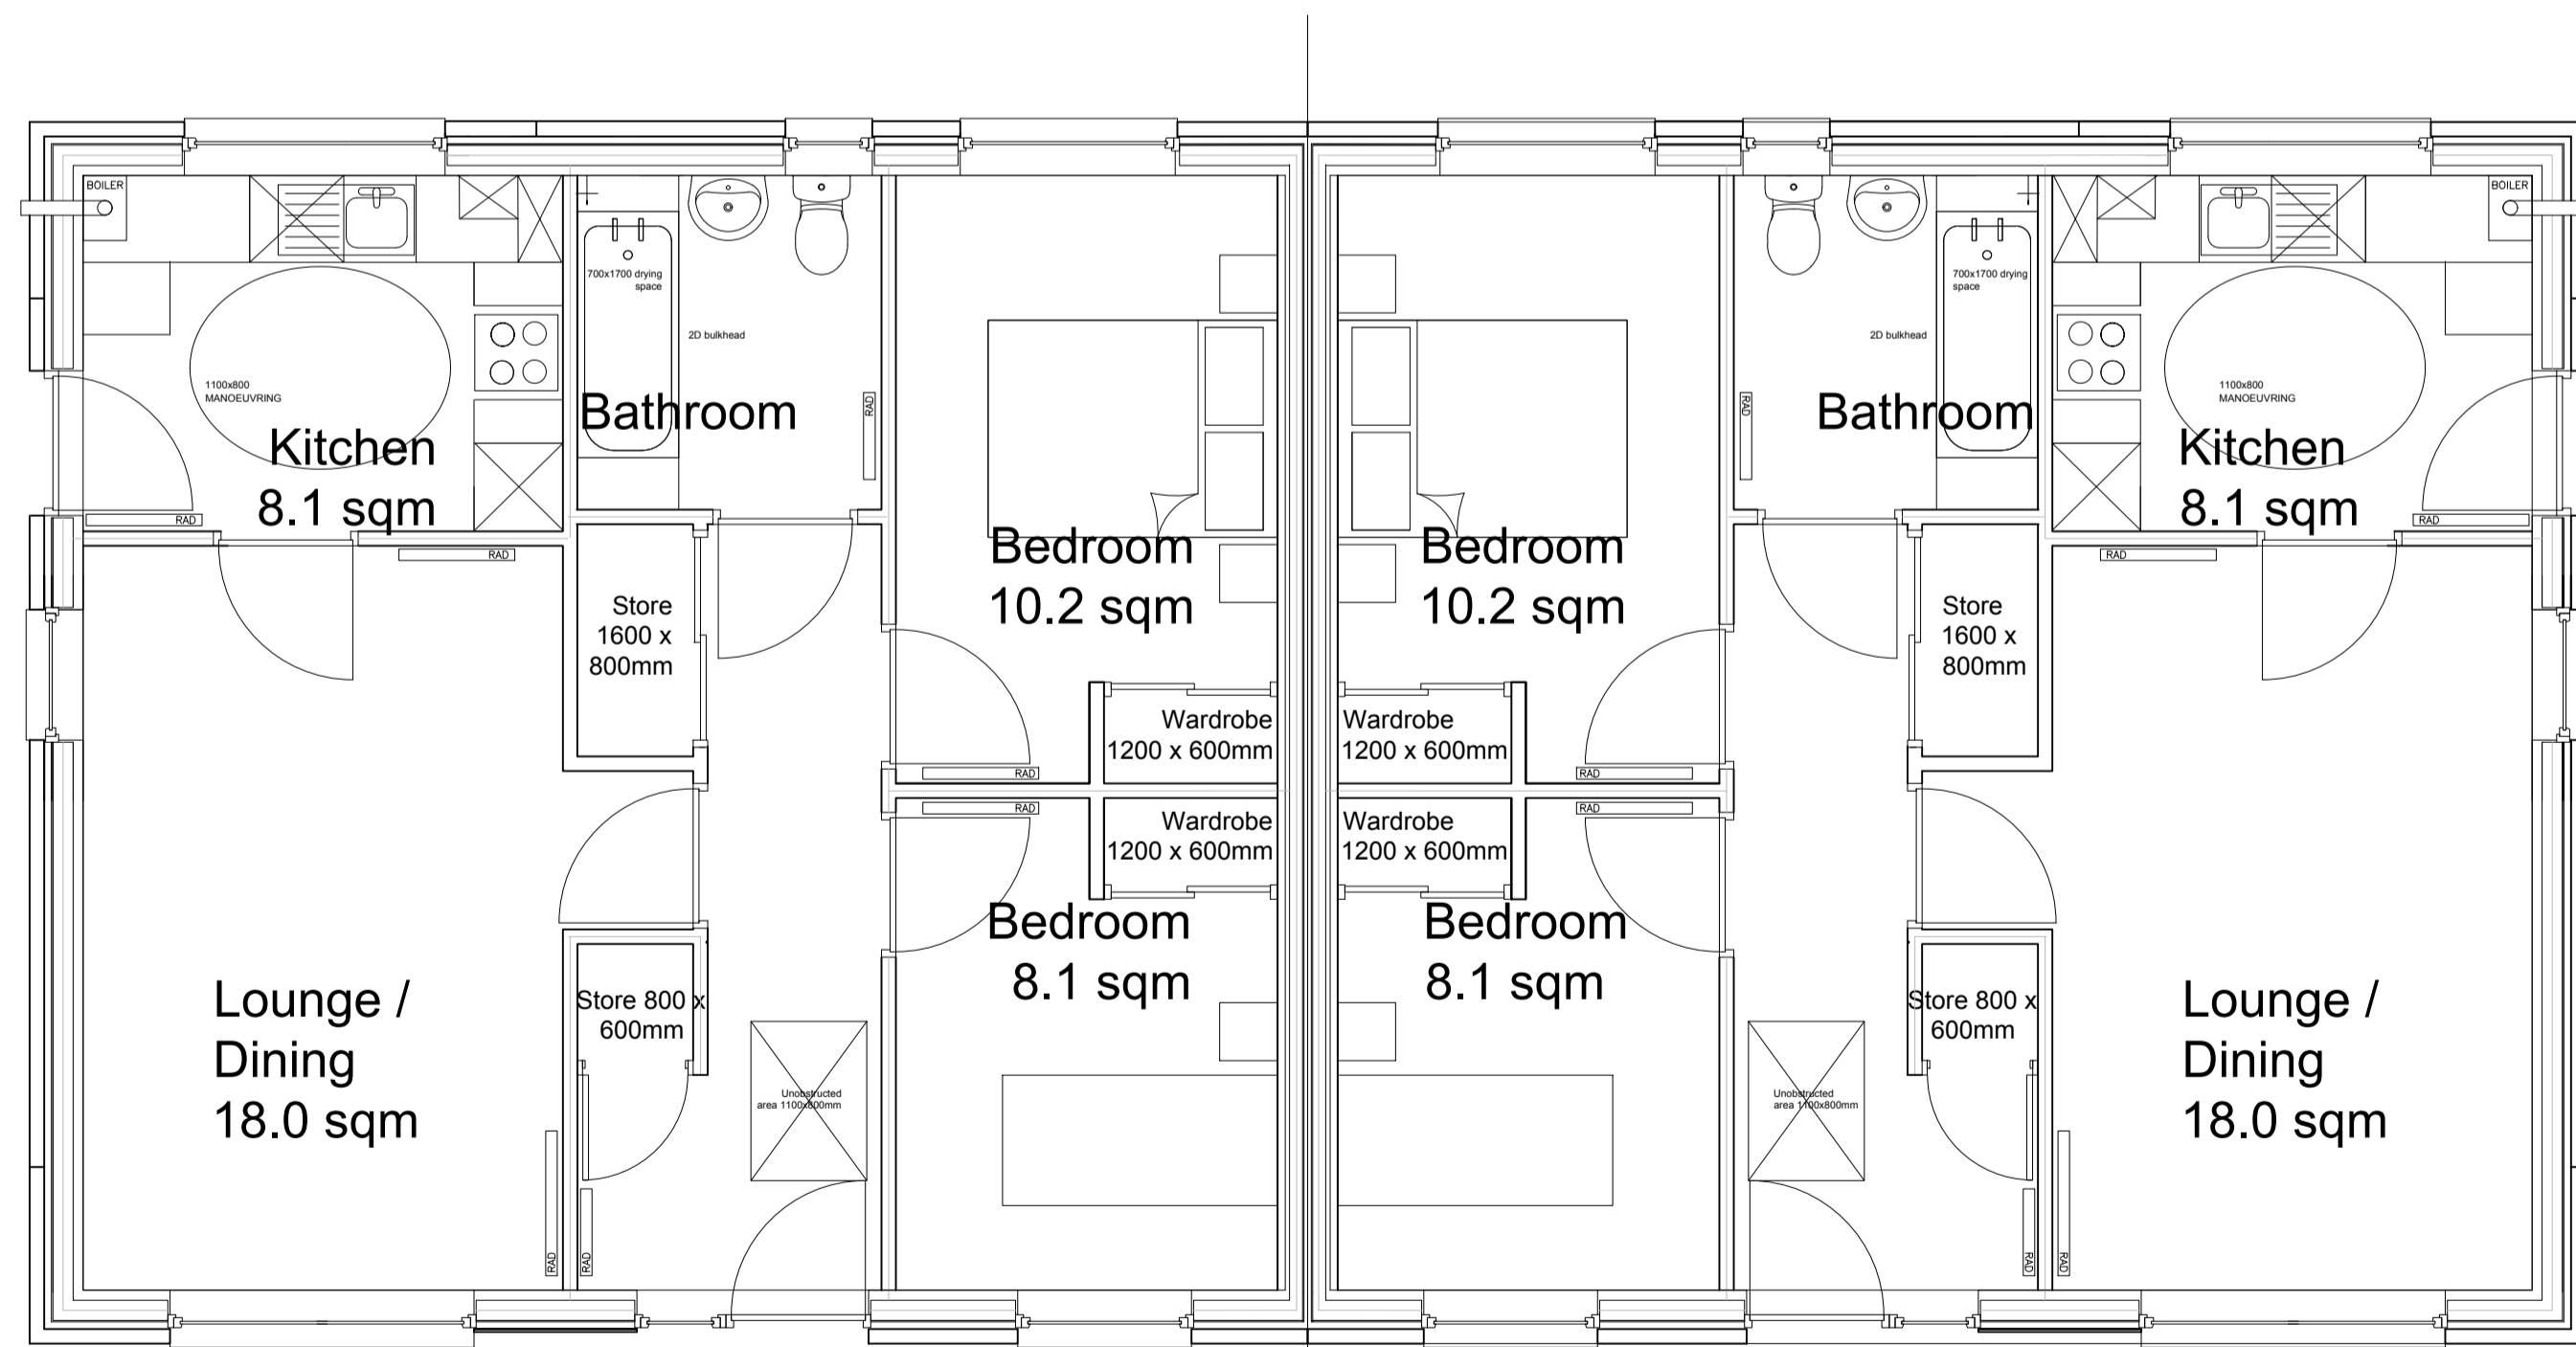 BOILER
BOILER
700x1700 drying
space
700x1700 drying
space
2D bulkhead
2D bulkhead
1100x800
MANOEUVRING
1100x800
MANOEUVRING
Bathroom
RAD
RAD
Bathroom
Kitchen
8.1 sqm
Kitchen
8.1 sqm
RAD
RAD
RAD
RAD
Bedroom
10.2 sqm
Bedroom
10.2 sqm
Store
1600 x
800mm
Store
1600 x
800mm
Wardrobe
1200 x 600mm
Wardrobe
1200 x 600mm
RAD
RAD
RAD
RAD
Wardrobe
1200 x 600mm
Wardrobe
1200 x 600mm
Bedroom
8.1 sqm
Bedroom
8.1 sqm
Lounge /
Dining
18.0 sqm
Store 800 x
600mm
Store 800 x
600mm
Lounge /
Dining
18.0 sqm
Unobstructed
area 1100x800mm
Unobstructed
area 1100x800mm
RAD
RAD
RAD
RAD